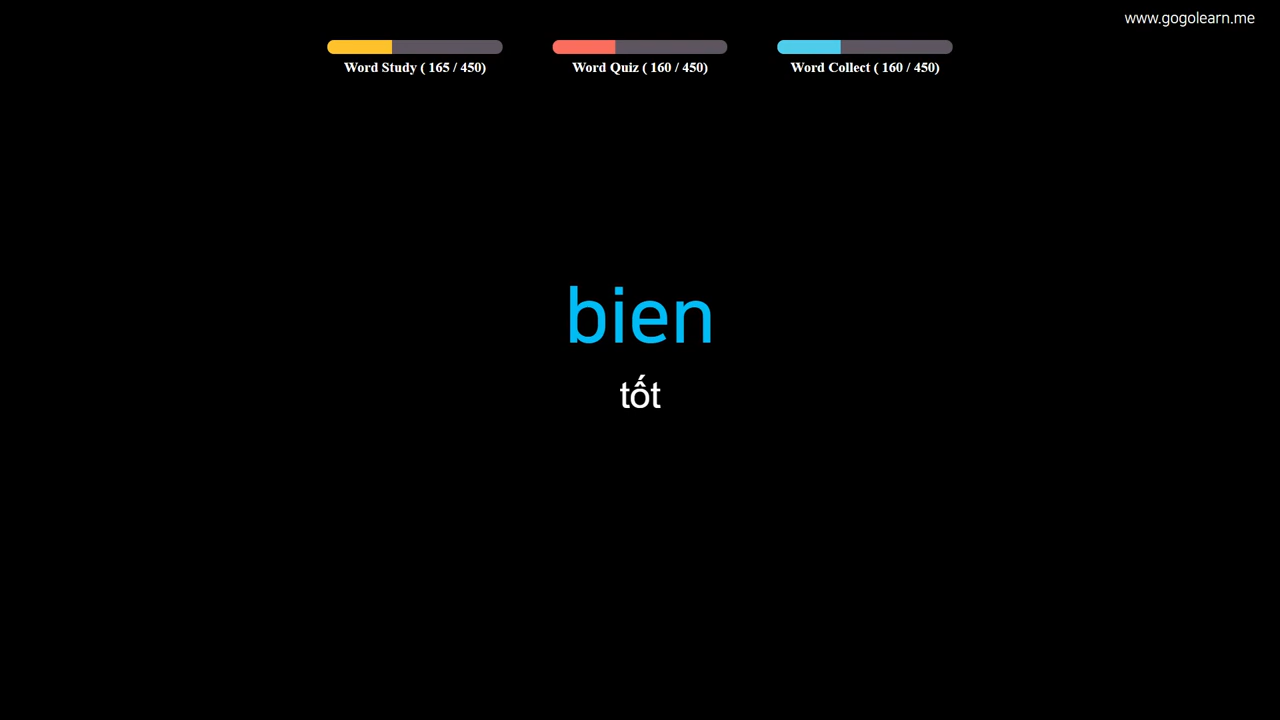 www.gogolearn.me
Word Study ( 165 / 450)
Word Quiz ( 160 / 450)
Word Collect ( 160 / 450)
bien
tốt